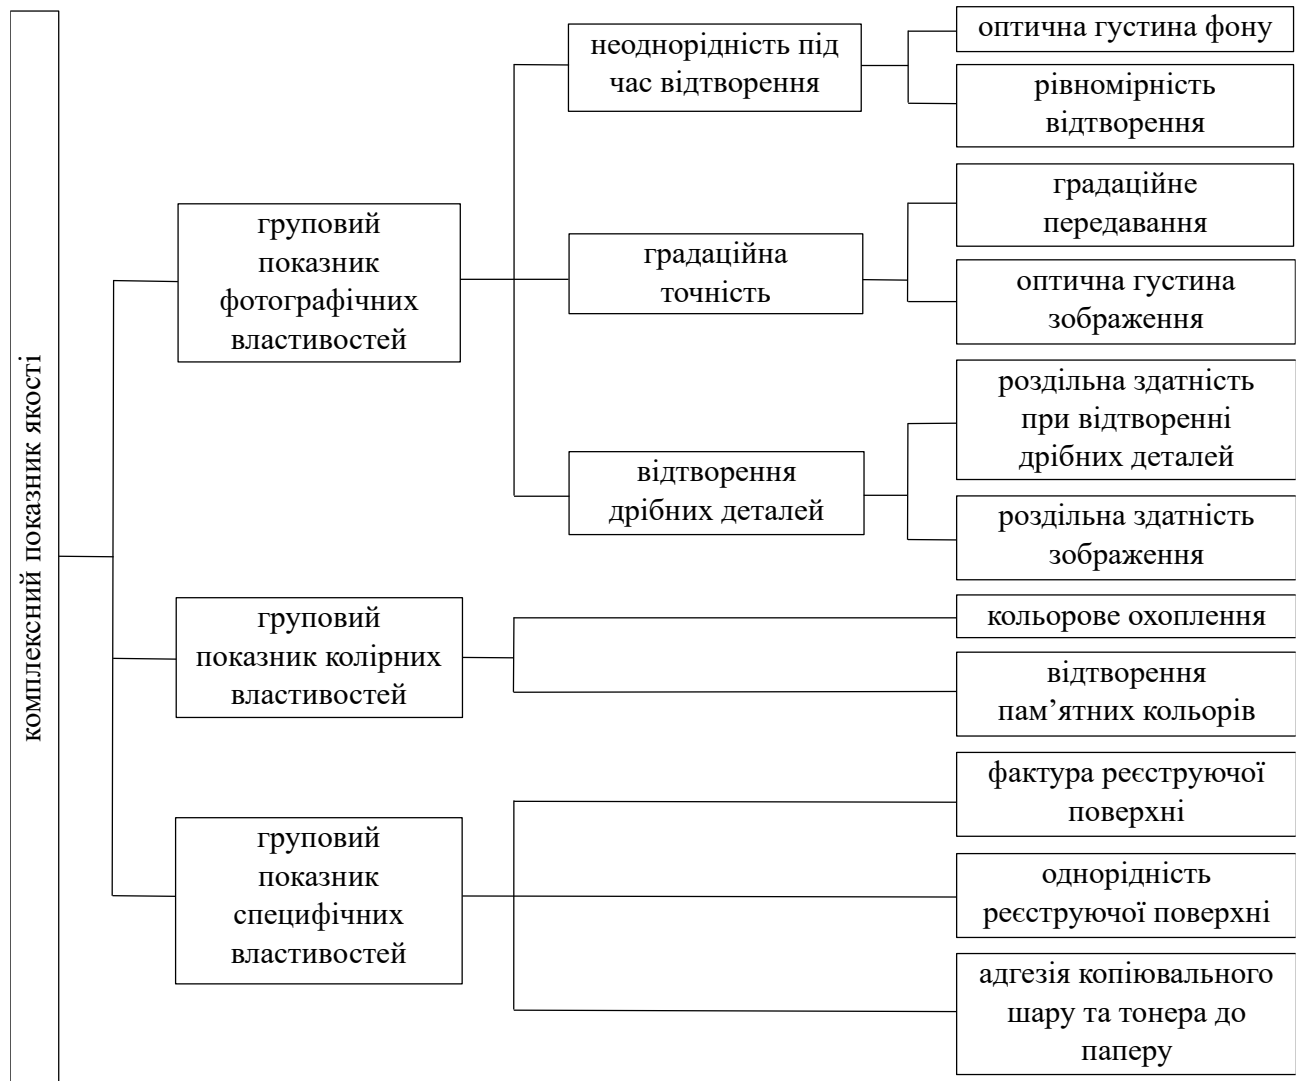 комплексний показник якості
груповий
показник
фотографічних
властивостей
неоднорідність під
час відтворення
оптична густина фону
рівномірність
відтворення
градаційна
точність
градаційне
передавання
оптична густина
зображення
відтворення
дрібних деталей
роздільна здатність
при відтворенні
дрібних деталей
роздільна здатність
зображення
груповий
показник колірних
властивостей
кольорове охоплення
відтворення
пам’ятних кольорів
груповий
показник
специфічних
властивостей
фактура реєструючої
поверхні
однорідність
реєструючої поверхні
адгезія копіювального
шару та тонера до
паперу